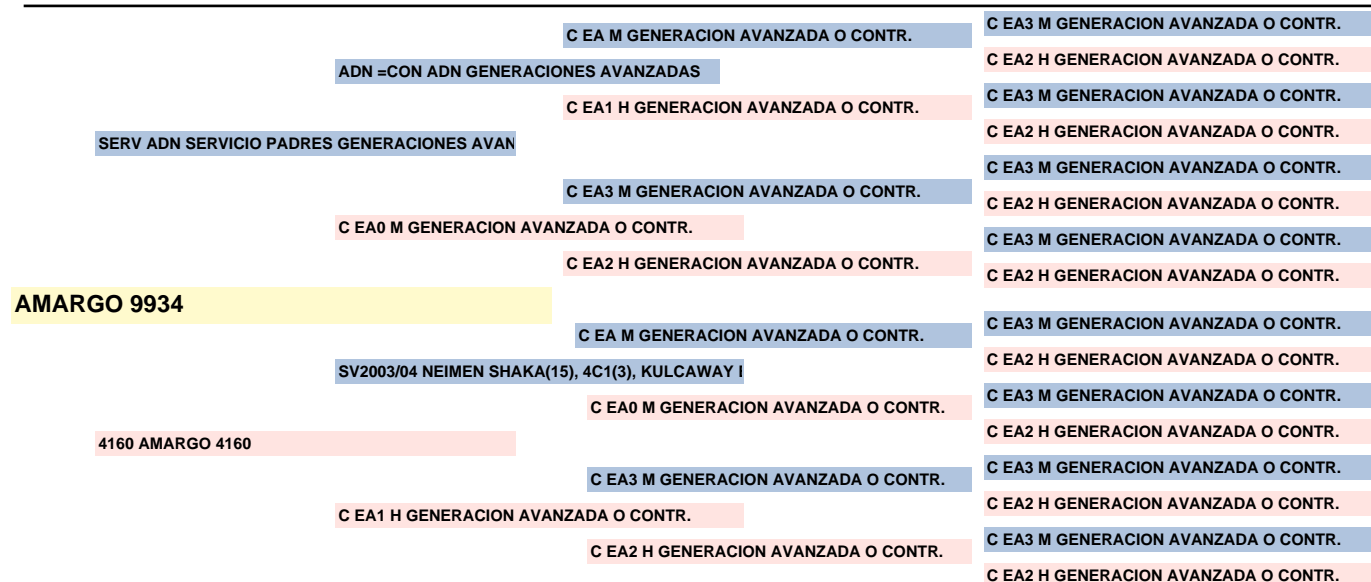 C EA3 M GENERACION AVANZADA O CONTR.
C EA M GENERACION AVANZADA O CONTR.
C EA2 H GENERACION AVANZADA O CONTR.
ADN =CON ADN GENERACIONES AVANZADAS
C EA3 M GENERACION AVANZADA O CONTR.
C EA1 H GENERACION AVANZADA O CONTR.
C EA2 H GENERACION AVANZADA O CONTR.
SERV ADN SERVICIO PADRES GENERACIONES AVAN
C EA3 M GENERACION AVANZADA O CONTR.
C EA3 M GENERACION AVANZADA O CONTR.
C EA2 H GENERACION AVANZADA O CONTR.
C EA0 M GENERACION AVANZADA O CONTR.
C EA3 M GENERACION AVANZADA O CONTR.
C EA2 H GENERACION AVANZADA O CONTR.
C EA2 H GENERACION AVANZADA O CONTR.
AMARGO 9934
C EA3 M GENERACION AVANZADA O CONTR.
C EA M GENERACION AVANZADA O CONTR.
C EA2 H GENERACION AVANZADA O CONTR.
SV2003/04 NEIMEN SHAKA(15), 4C1(3), KULCAWAY I
C EA3 M GENERACION AVANZADA O CONTR.
C EA0 M GENERACION AVANZADA O CONTR.
C EA2 H GENERACION AVANZADA O CONTR.
4160 AMARGO 4160
C EA3 M GENERACION AVANZADA O CONTR.
C EA3 M GENERACION AVANZADA O CONTR.
C EA2 H GENERACION AVANZADA O CONTR.
C EA1 H GENERACION AVANZADA O CONTR.
C EA3 M GENERACION AVANZADA O CONTR.
C EA2 H GENERACION AVANZADA O CONTR.
C EA2 H GENERACION AVANZADA O CONTR.